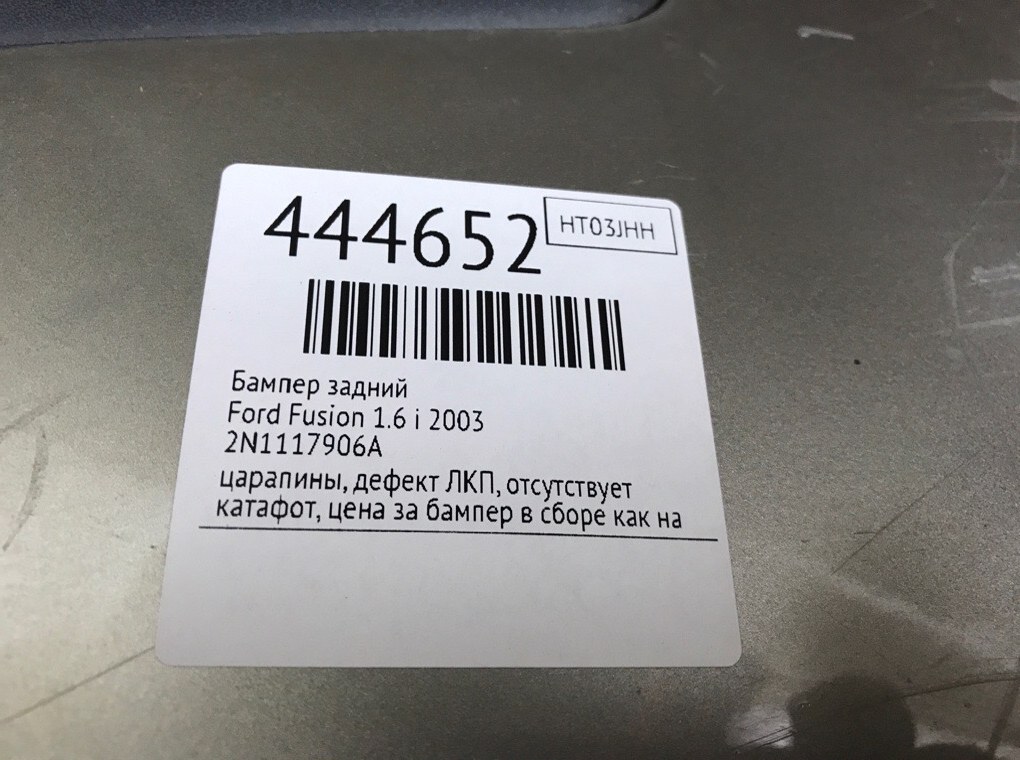 444652
HT03JHH
Бампер задний
Ford Fusion 1.6 i 2003
2N1117906A
царапины, дефект ЛКП, отсутствует
катафот, цена за бампер в сборе как на